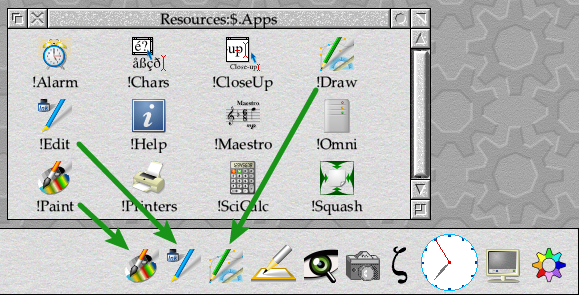 Resources:$.Apps
é?
åßçð
up
Close-up
!Alarm !Chars !CloseUp !Draw
Maestro
!Edit !Help !Maestro !Omni
!Paint !Printers !SciCalc !Squash